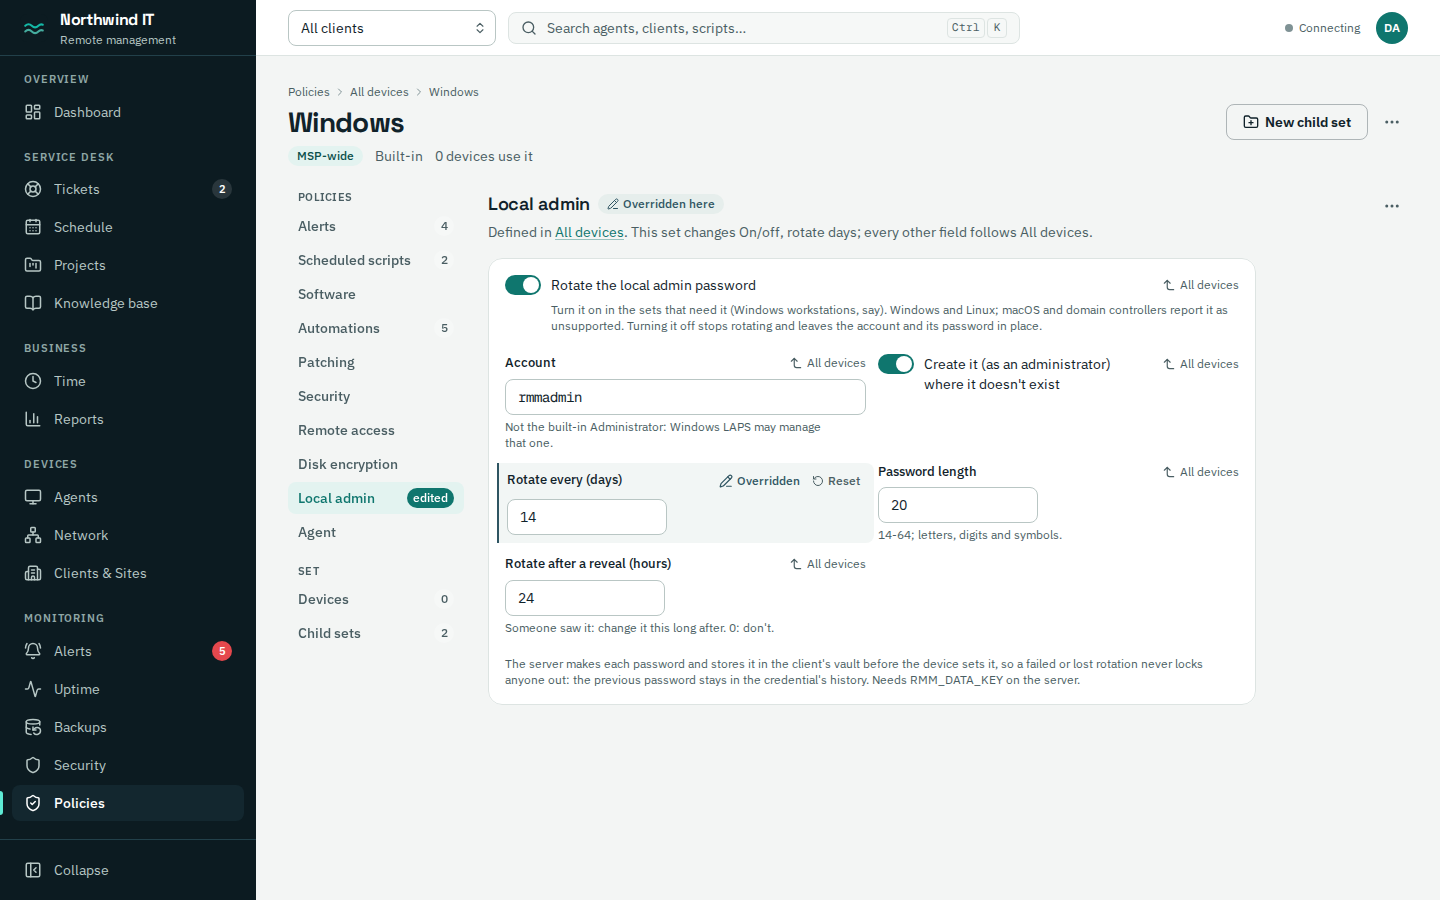 Northwind IT
Remote management
All clients
Search agents, clients, scripts...
Ctrl K
Connecting
DA
OVERVIEW
Dashboard
SERVICE DESK
Tickets 2
Schedule
Projects
Knowledge base
BUSINESS
Time
Reports
DEVICES
Agents
Network
Clients & Sites
MONITORING
Alerts 5
Uptime
Backups
Security
Policies
Collapse
Policies > All devices > Windows
Windows
New child set
MSP-wide Built-in 0 devices use it
POLICIES
Alerts 4
Scheduled scripts 2
Software
Automations 5
Patching
Security
Remote access
Disk encryption
Local admin edited
Agent
SET
Devices 0
Child sets 2
Local admin Overridden here
Defined in All devices. This set changes On/off, rotate days; every other field follows All devices.
Rotate the local admin password All devices
Turn it on in the sets that need it (Windows workstations, say). Windows and Linux; macOS and domain controllers report it as
unsupported. Turning it off stops rotating and leaves the account and its password in place.
Account All devices
rmmadmin
Not the built-in Administrator: Windows LAPS may manage
that one.
Create it (as an administrator) All devices
where it doesn't exist
Rotate every (days) Overridden Reset
14
Password length All devices
20
14-64; letters, digits and symbols.
Rotate after a reveal (hours) All devices
24
Someone saw it: change it this long after. 0: don't.
The server makes each password and stores it in the client's vault before the device sets it, so a failed or lost rotation never locks
anyone out: the previous password stays in the credential's history. Needs RMM_DATA_KEY on the server.